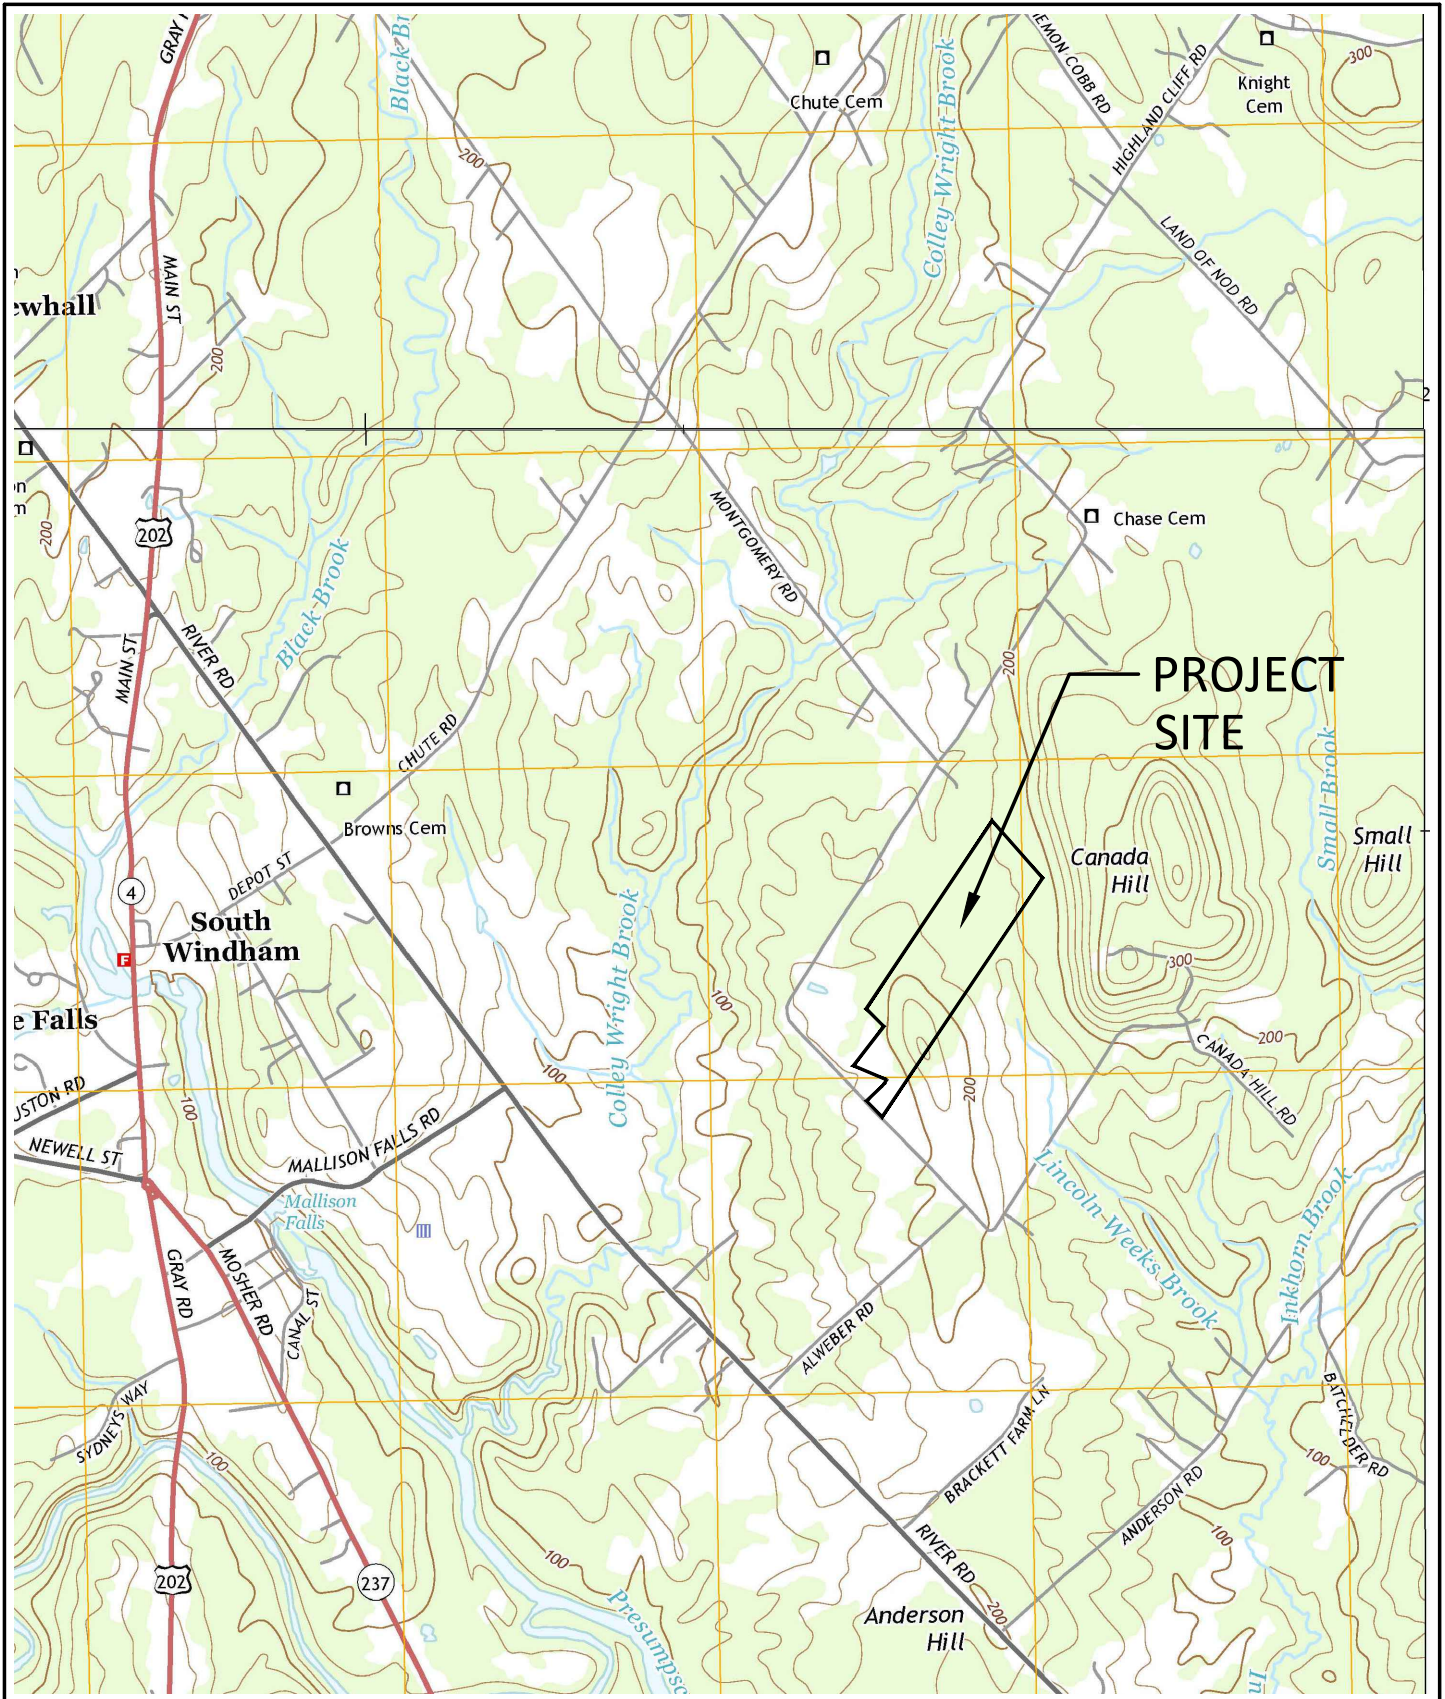 GRAY
Black Br
Chute Cem
Colley Wright Brook
EMON COBB RD
HIGHLAND CLIFF RD
Knight
Cem
300
200
LAND OF NOD RD
MAIN ST
ewhall
200
2
on
m
200
202
MONTGOMERY RD
Chase Cem
Black Brook
RIVER RD
MAIN ST
200
PROJECT
SITE
CHUTE RD
Browns Cem
Small Brook
Small
Hill
Canada
Hill
DEPOT ST
4
South
Windham
F
Colley Wright Brook
100
300
e Falls
200
CANADA HILL RD
100
200
USTON RD
100
NEWELL ST
MALLISON FALLS RD
Mallison
Falls
Lincoln Weeks Brook
Inkhorn Brook
GRAY RD
MOSHER RD
CANAL ST
ALWEBER RD
SYDNEYS WAY
BRACKETT FARM LN
BATCHELDER RD
100
100
ANDERSON RD
100
100
RIVER RD
202
237
Presumpsc
Anderson
Hill
200
In